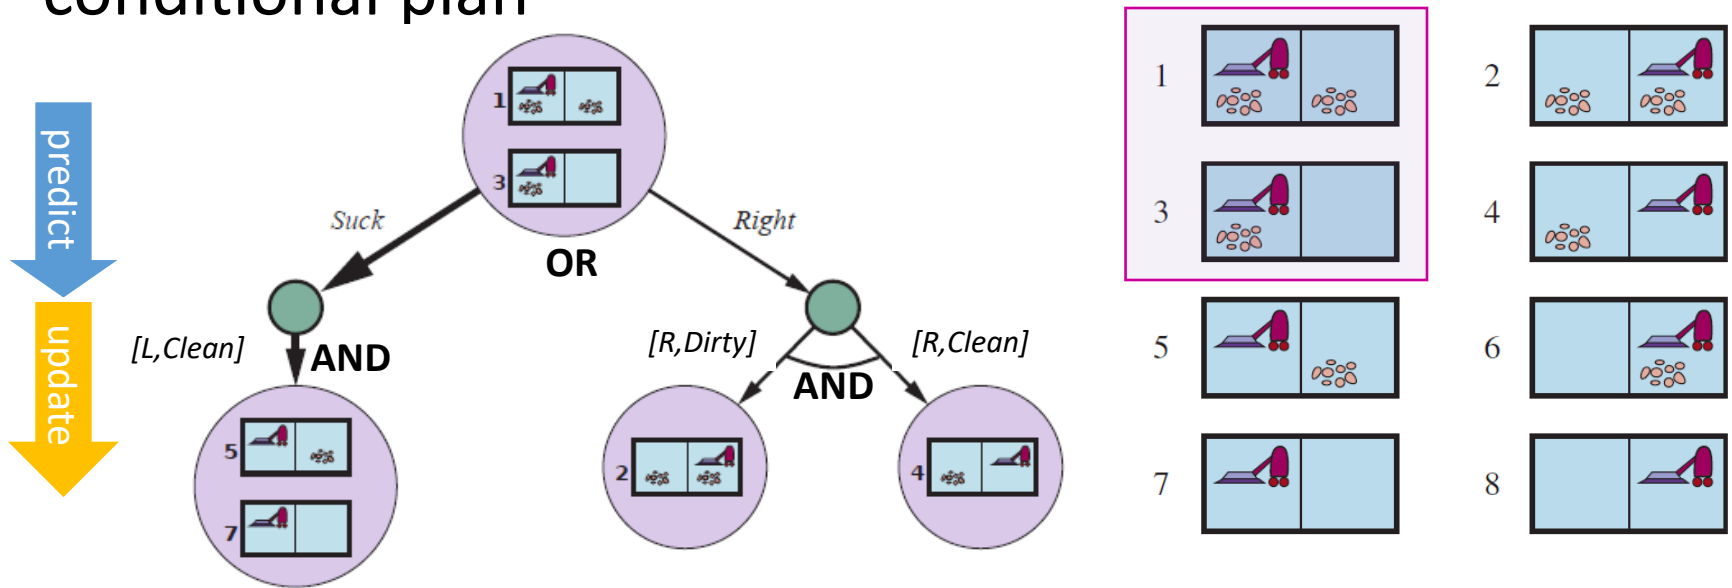 conditional plan
predict
update
1
3
Suck
Right
OR
[L,Clean]
AND
[R,Dirty]
[R,Clean]
AND
5
7
2
4
1
2
3
4
5
6
7
8